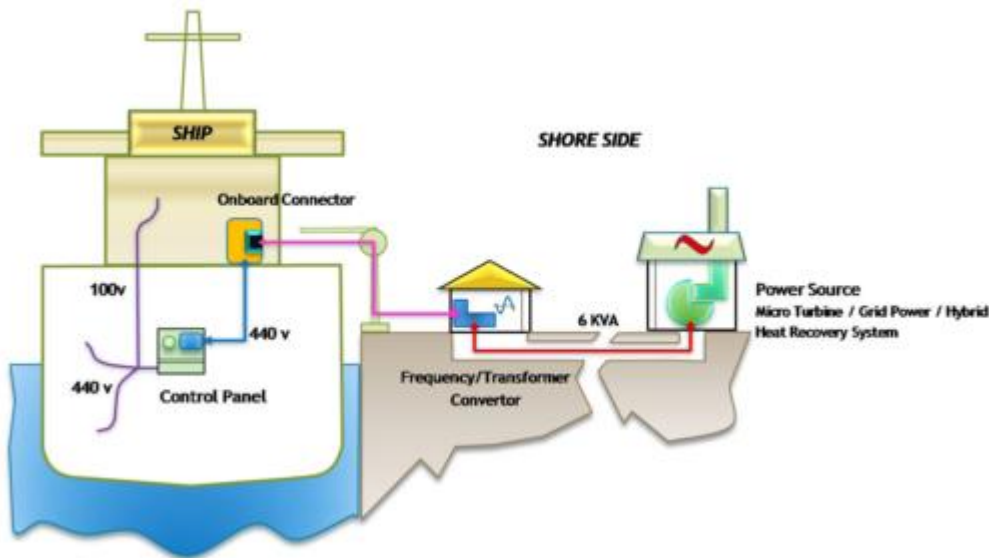 SHIP
SHORE SIDE
Onboard Connector
100v
440 v
440 v
Control Panel
6 KVA
Frequency/Transformer
Convertor
Power Source
Micro Turbine / Grid Power / Hybrid
Heat Recovery System